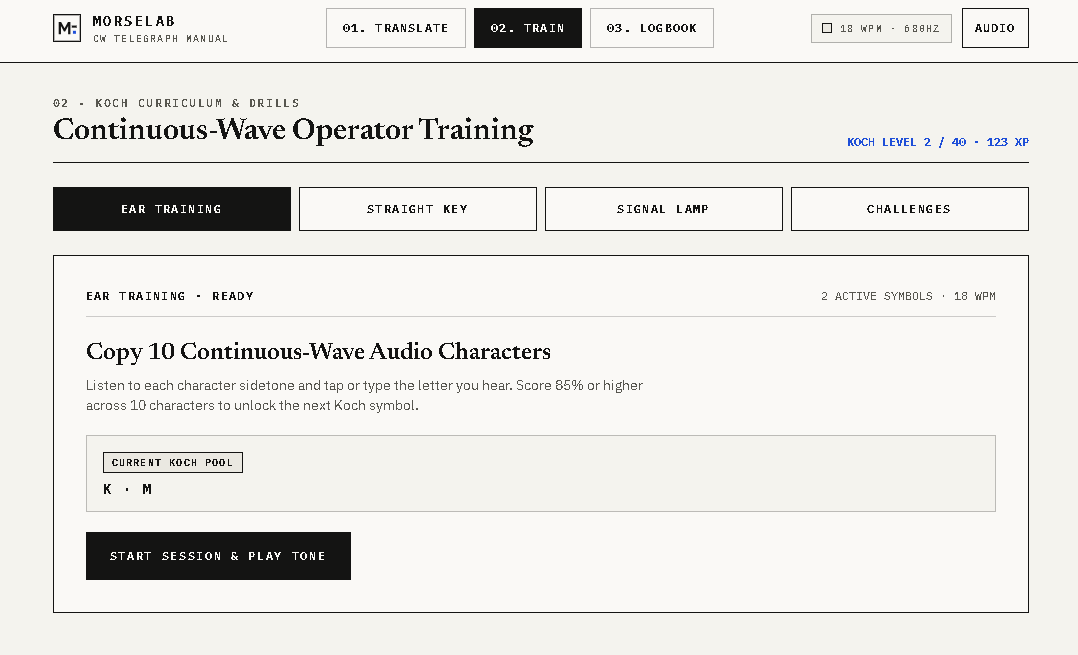 M:
MORSELAB
CW TELEGRAPH MANUAL
01. TRANSLATE
02. TRAIN
03. LOGBOOK
18 WPM · 680HZ
AUDIO
02 - KOCH CURRICULUM & DRILLS
Continuous-Wave Operator Training
KOCH LEVEL 2 / 40 · 123 XP
EAR TRAINING
STRAIGHT KEY
SIGNAL LAMP
CHALLENGES
EAR TRAINING · READY
2 ACTIVE SYMBOLS · 18 WPM
Copy 10 Continuous-Wave Audio Characters
Listen to each character sidetone and tap or type the letter you hear. Score 85% or higher
across 10 characters to unlock the next Koch symbol.
CURRENT KOCH POOL
K · M
START SESSION & PLAY TONE